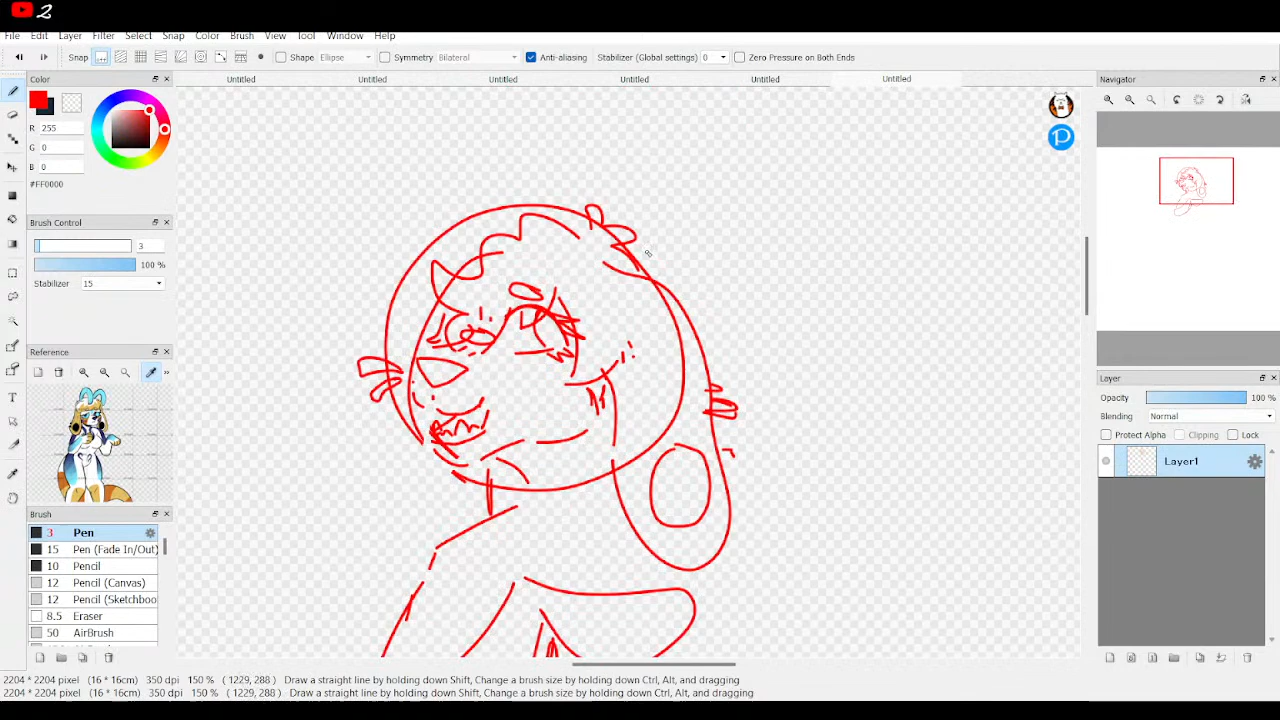 2
File Edit Layer Filter Select Snap Color Brush View Tool Import Window Help
Snap Shape Ellipse Symmetry Bilateral Anti-aliasing Stabilizer (Global settings) 0 Zero Pressure on Both Ends
Color
Untitled Untitled Untitled Untitled Untitled Untitled
Navigator
R 255
G 0
B 0
#FF0000
Brush Control
3
100 %
Stabilizer 15
Reference
Layer
Opacity 100 %
Blending Normal
Protect Alpha Clipping Lock
Layer1
Brush
3 Pen
15 Pen (Fade In/Out)
10 Pencil
12 Pencil (Canvas)
12 Pencil (Sketchboo
8.5 Eraser
50 AirBrush
2204 * 2204 pixel (16 * 16cm) 350 dpi 150 % ( 1229, 288 ) Draw a straight line by holding down Shift, Change a brush size by holding down Ctrl, Alt, and dragging
2204 * 2204 pixel (16 * 16cm) 350 dpi 150 % ( 1229, 288 ) Draw a straight line by holding down Shift, Change a brush size by holding down Ctrl, Alt, and dragging